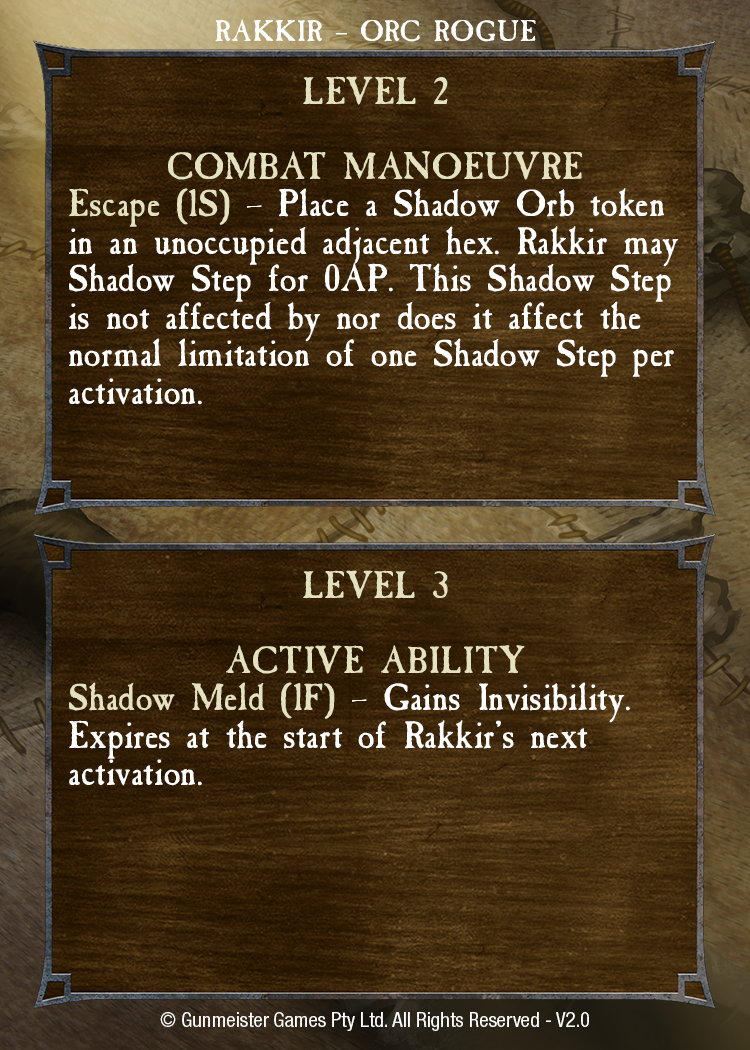 RAKKIR – ORC ROGUE
LEVEL 2
COMBAT MANOEUVRE
Escape (1S) – Place a Shadow Orb token
in an unoccupied adjacent hex. Rakkir may
Shadow Step for 0AP. This Shadow Step
is not affected by nor does it affect the
normal limitation of one Shadow Step per
activation.
LEVEL 3
ACTIVE ABILITY
Shadow Meld (1F) – Gains Invisibility.
Expires at the start of Rakkir's next
activation.
© Gunmeister Games Pty Ltd. All Rights Reserved - V2.0